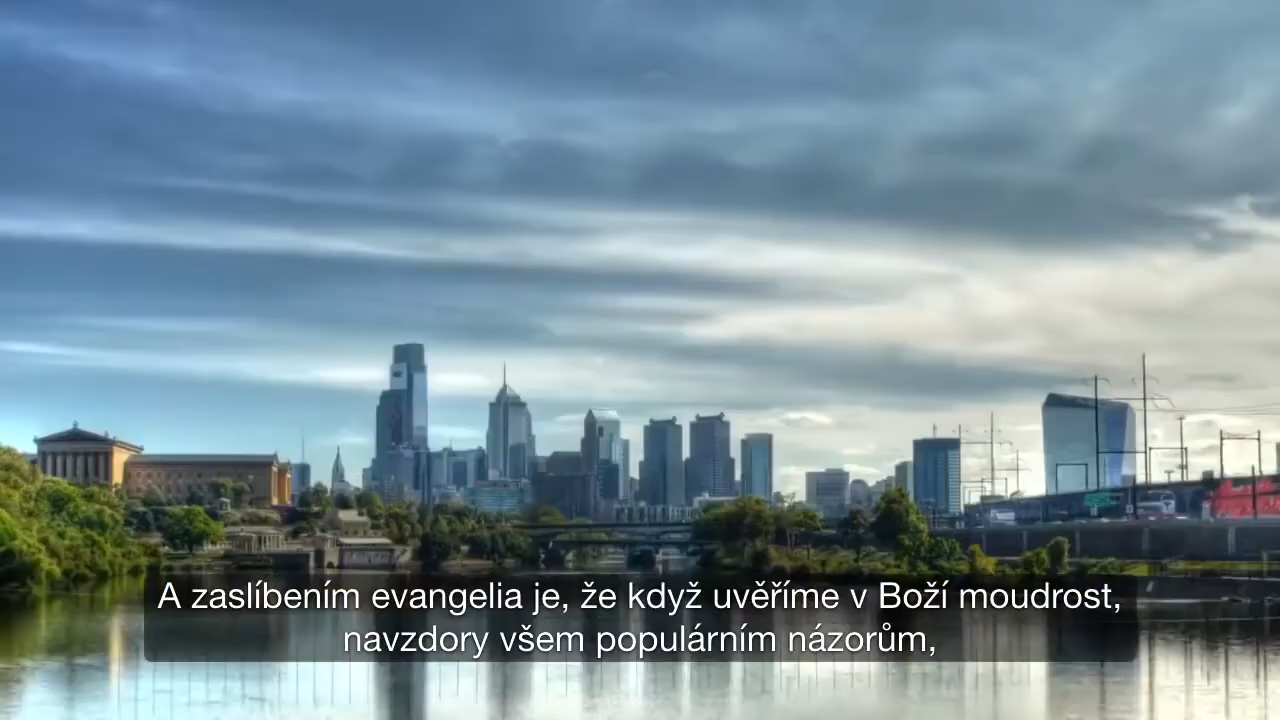 A zaslíbením evangelia je, že když uvěříme v Boží moudrost,
navzdory všem populárním názorům,